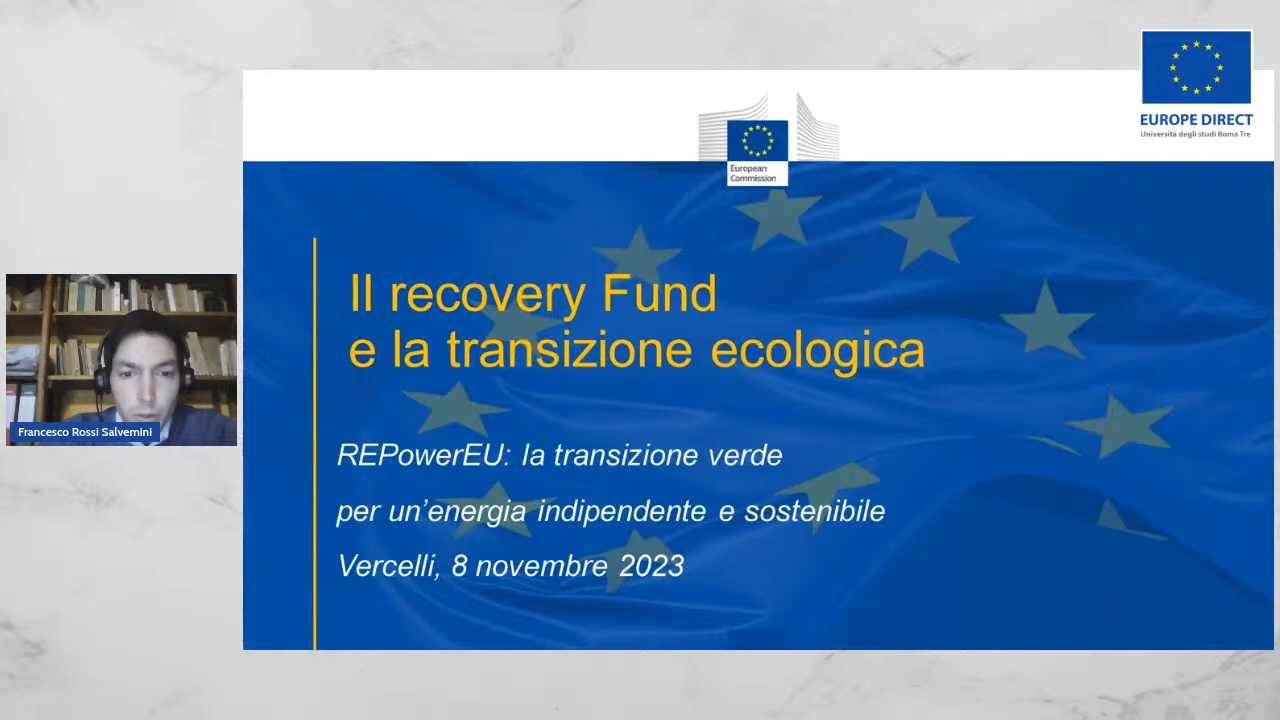 EUROPE DIRECT
Università degli studi Roma Tre
European
Commission
Il recovery Fund
e la transizione ecologica
REPowerEU: la transizione verde
per un’energia indipendente e sostenibile
Vercelli, 8 novembre 2023
Francesco Rossi Salvemini